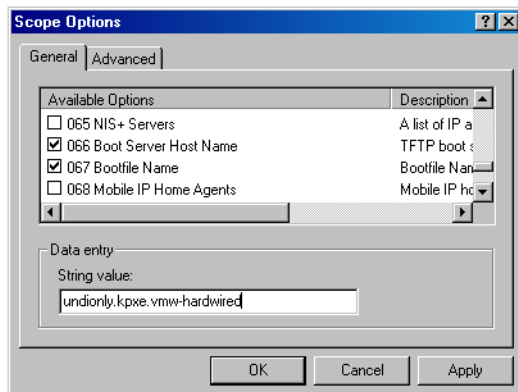 Scope Options
General Advanced
Available Options Description
065 NIS+ Servers A list of IP a
066 Boot Server Host Name TFTP boot s
067 Bootfile Name Bootfile Nam
068 Mobile IP Home Agents Mobile IP ho
Data entry
String value:
undionly.kpxe.vmw-hardwired
OK Cancel Apply